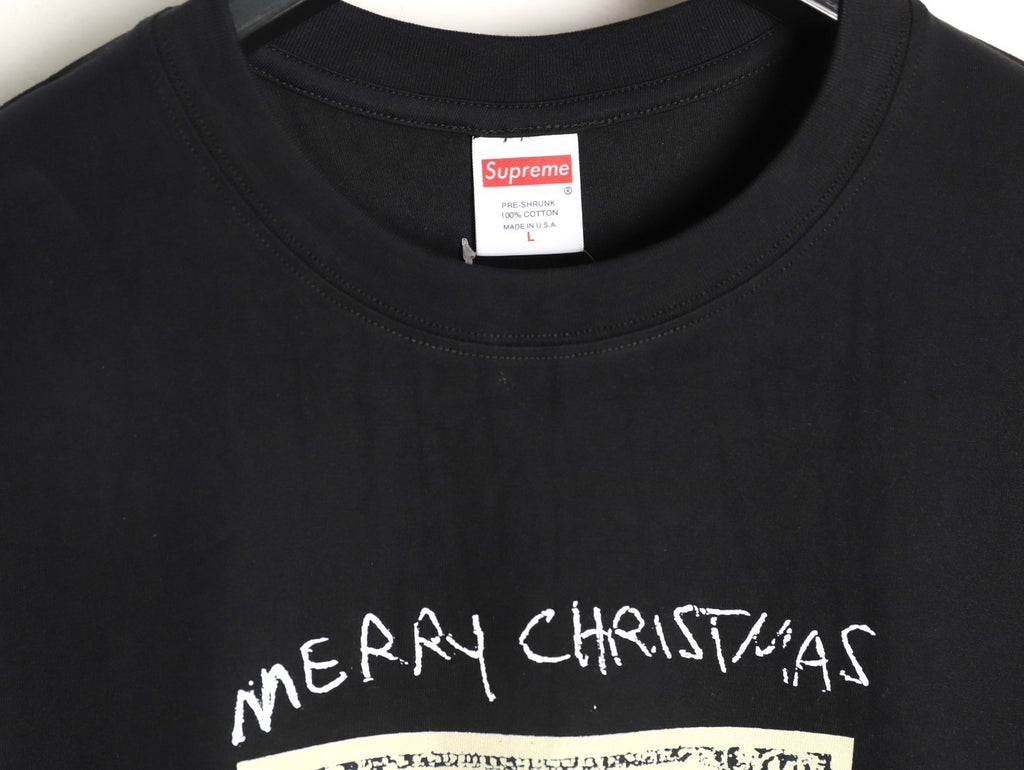 Supreme
®
PRE-SHRUNK
100% COTTON
MADE IN U.S.A.
L
MERRY CHRISTMAS